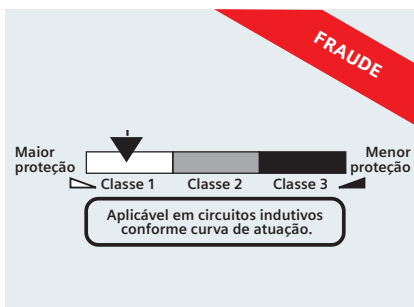 FRAUDE
Maior
proteção
Menor
proteção
Classe 1
Classe 2
Classe 3
Aplicável em circuitos indutivos
conforme curva de atuação.